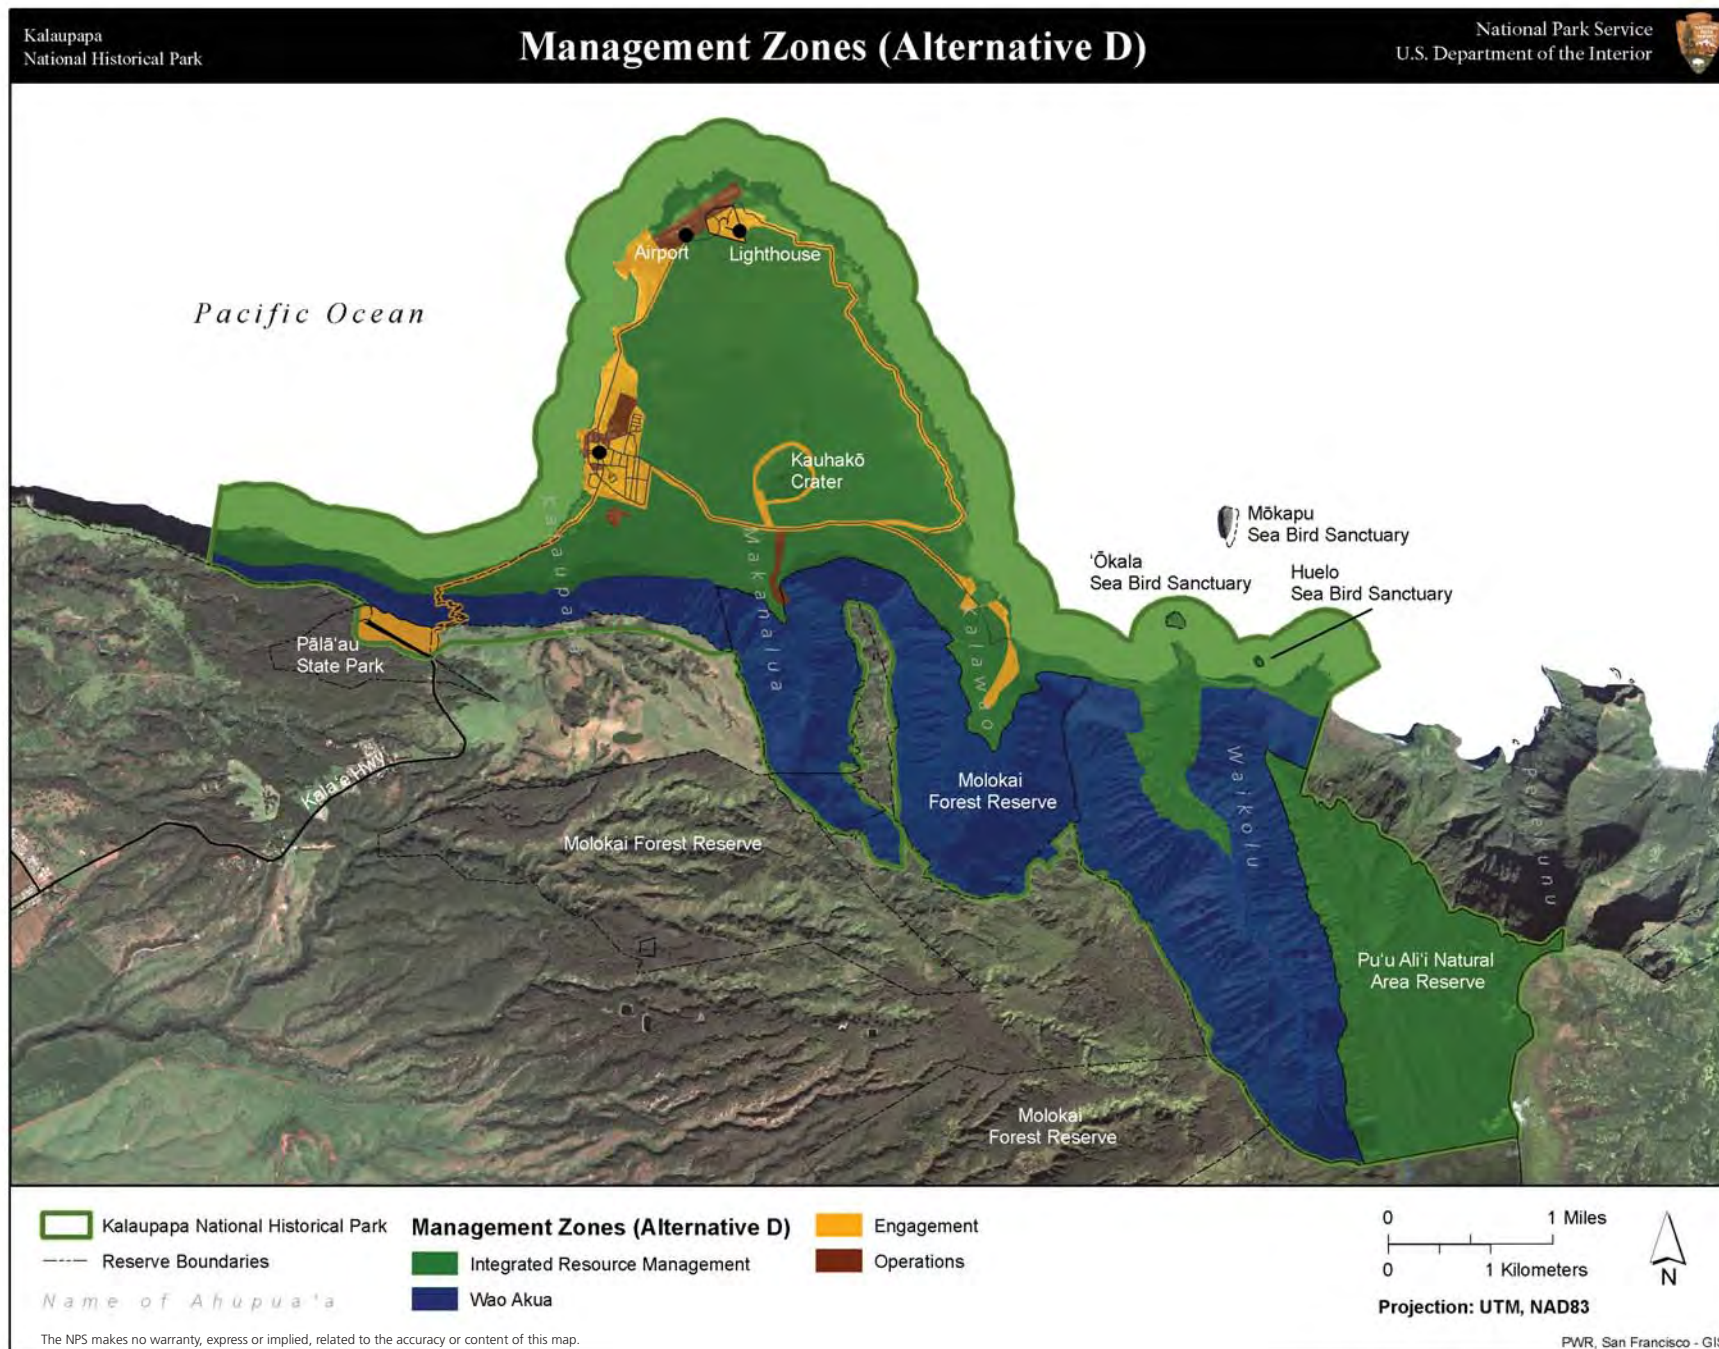 Kalaupapa
National Historical Park
Management Zones (Alternative D)
National Park Service
U.S. Department of the Interior
Airport
Lighthouse
Pacific Ocean
Kauhakō
Crater
Mōkapu
Sea Bird Sanctuary
ʻŌkala
Sea Bird Sanctuary
Huelo
Sea Bird Sanctuary
Kalaupapa
Makanalua
Kalawao
Waikolu
Pelekunu
Pālāʻau
State Park
Kalaʻe Hwy
Molokai
Forest Reserve
Molokai Forest Reserve
Puʻu Aliʻi Natural
Area Reserve
Molokai
Forest Reserve
Kalaupapa National Historical Park
Reserve Boundaries
Name of Ahupuaʻa
Management Zones (Alternative D)
Integrated Resource Management
Wao Akua
Engagement
Operations
0 1 Miles
0 1 Kilometers
N
Projection: UTM, NAD83
The NPS makes no warranty, express or implied, related to the accuracy or content of this map.
PWR, San Francisco - GIS